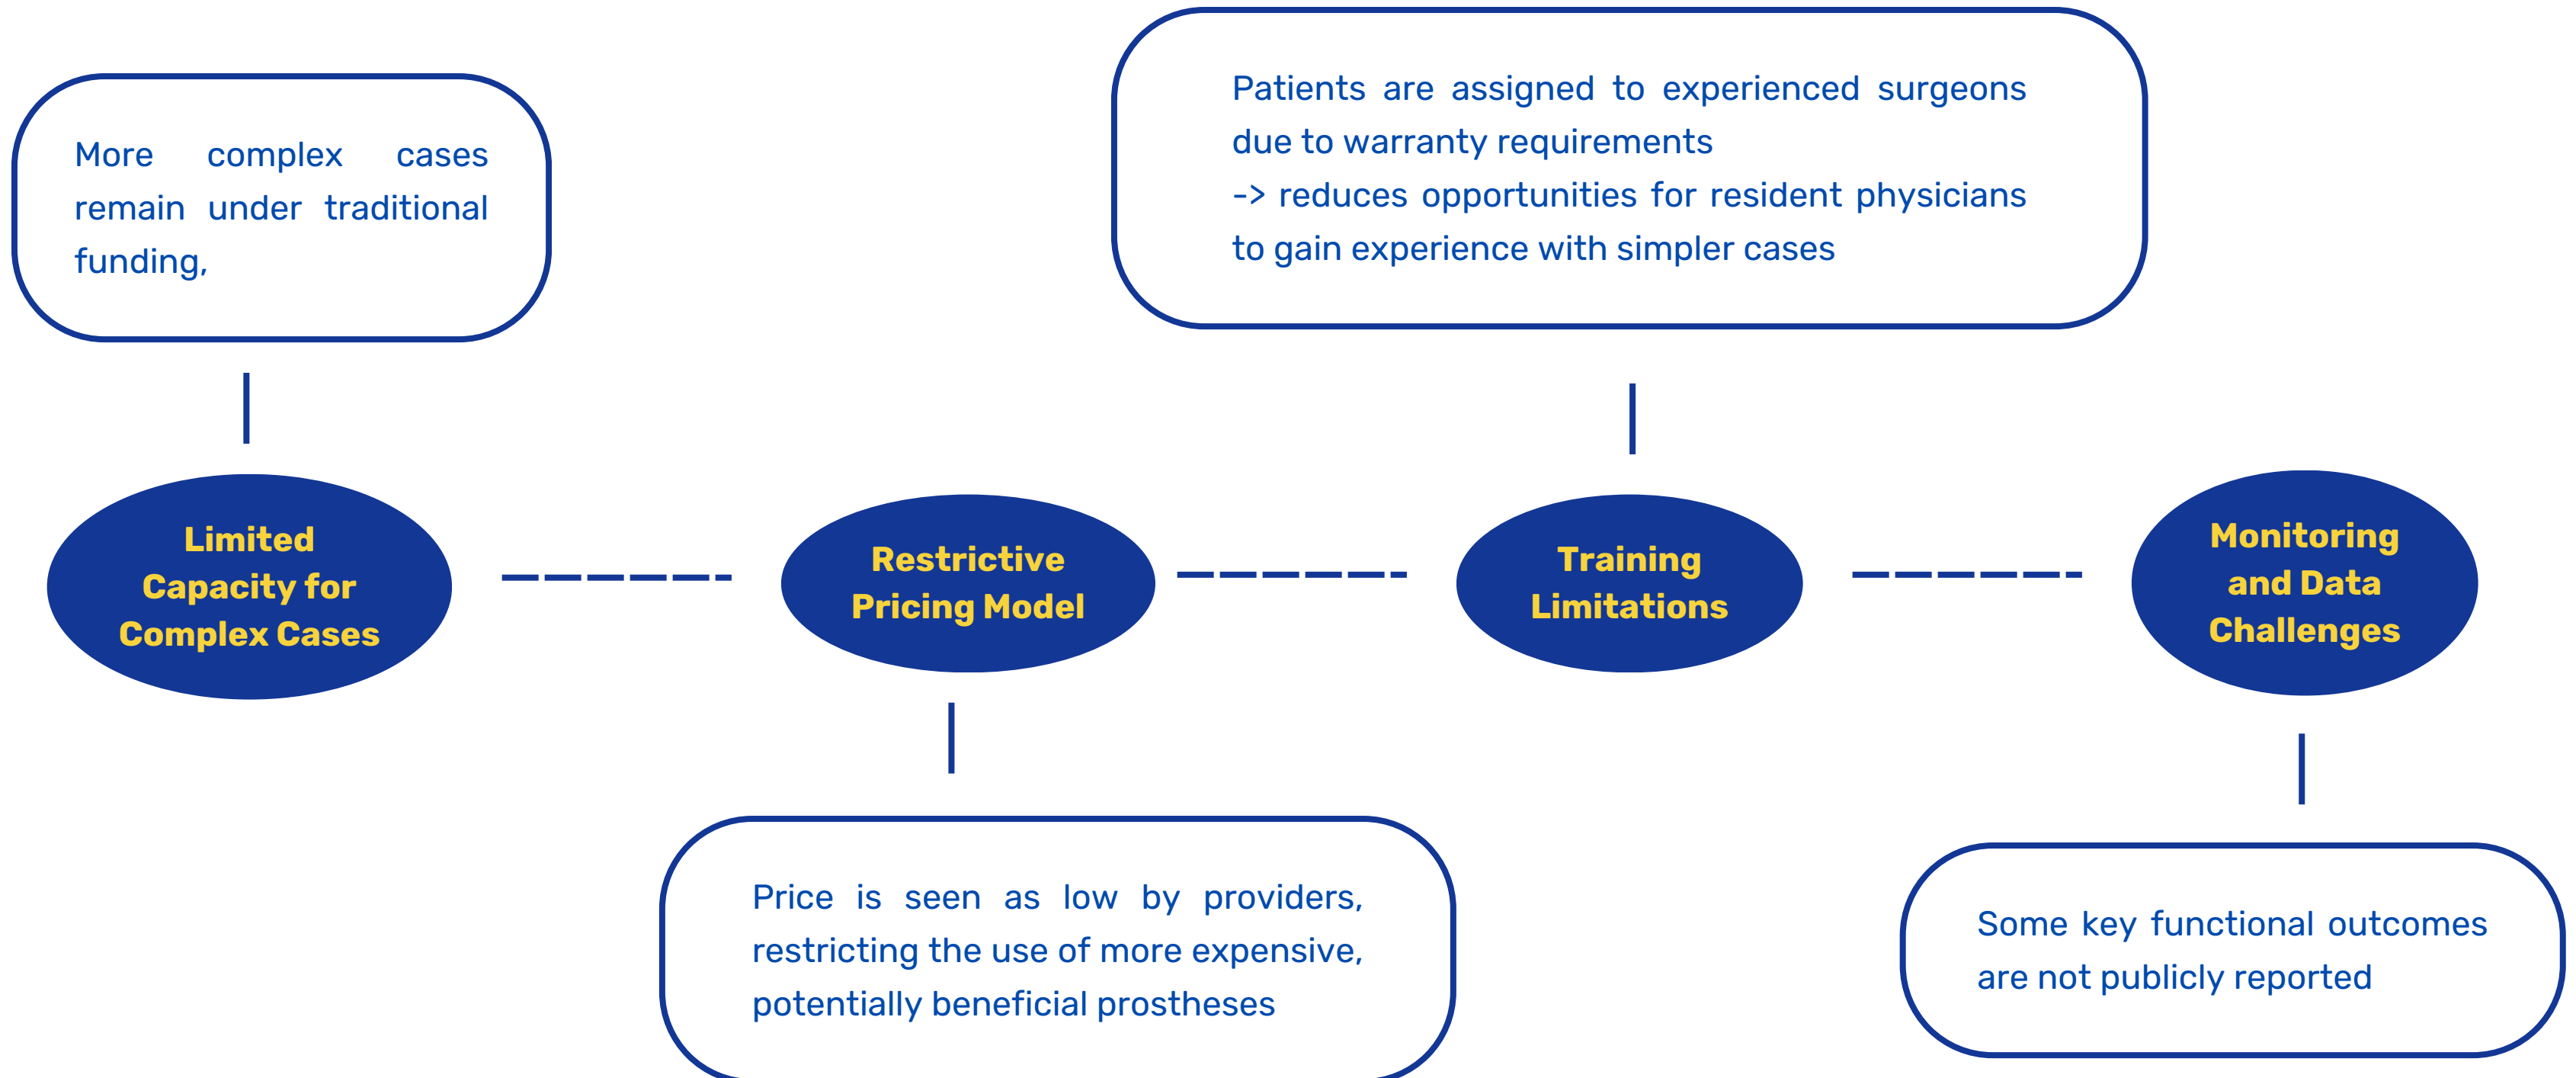 More complex cases
remain under traditional
funding,
Patients are assigned to experienced surgeons
due to warranty requirements
-> reduces opportunities for resident physicians
to gain experience with simpler cases
Limited
Capacity for
Complex Cases
Restrictive
Pricing Model
Training
Limitations
Monitoring
and Data
Challenges
Price is seen as low by providers,
restricting the use of more expensive,
potentially beneficial prostheses
Some key functional outcomes
are not publicly reported